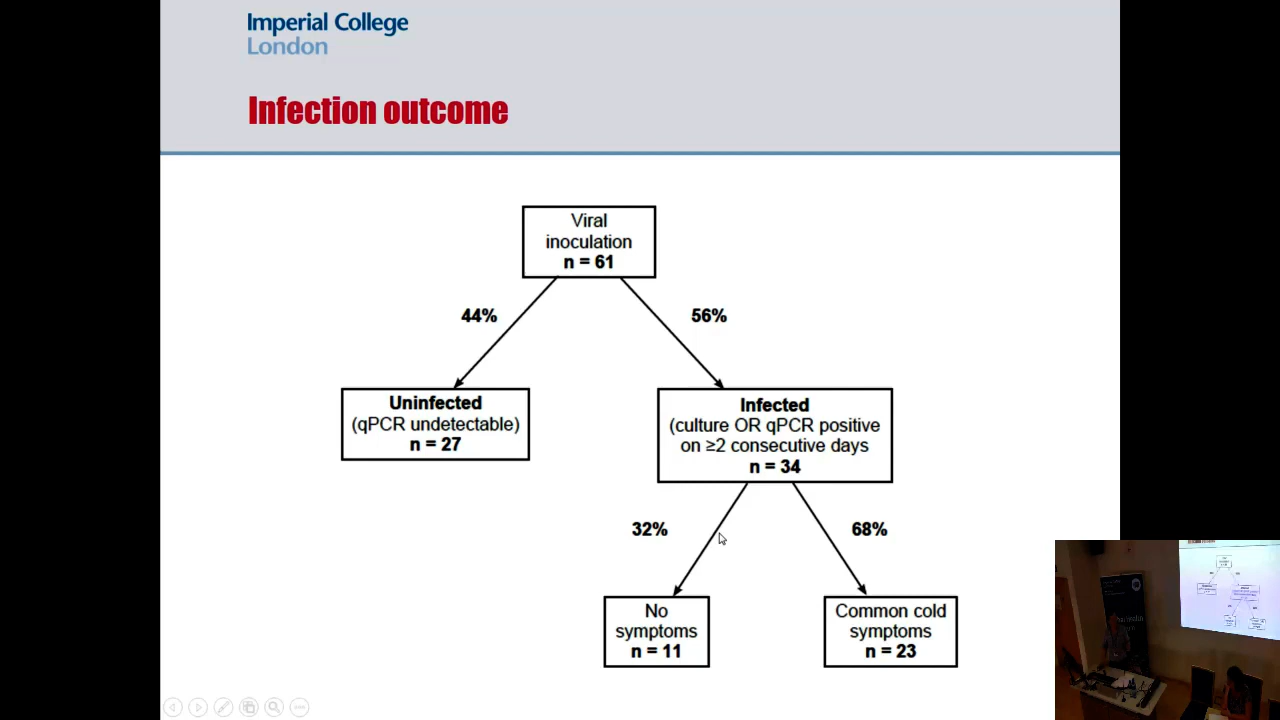 Imperial College
London
Infection outcome
Viral
inoculation
n = 61
44%
56%
Uninfected
(qPCR undetectable)
n = 27
Infected
(culture OR qPCR positive
on ≥2 consecutive days
n = 34
32%
68%
No
symptoms
n = 11
Common cold
symptoms
n = 23